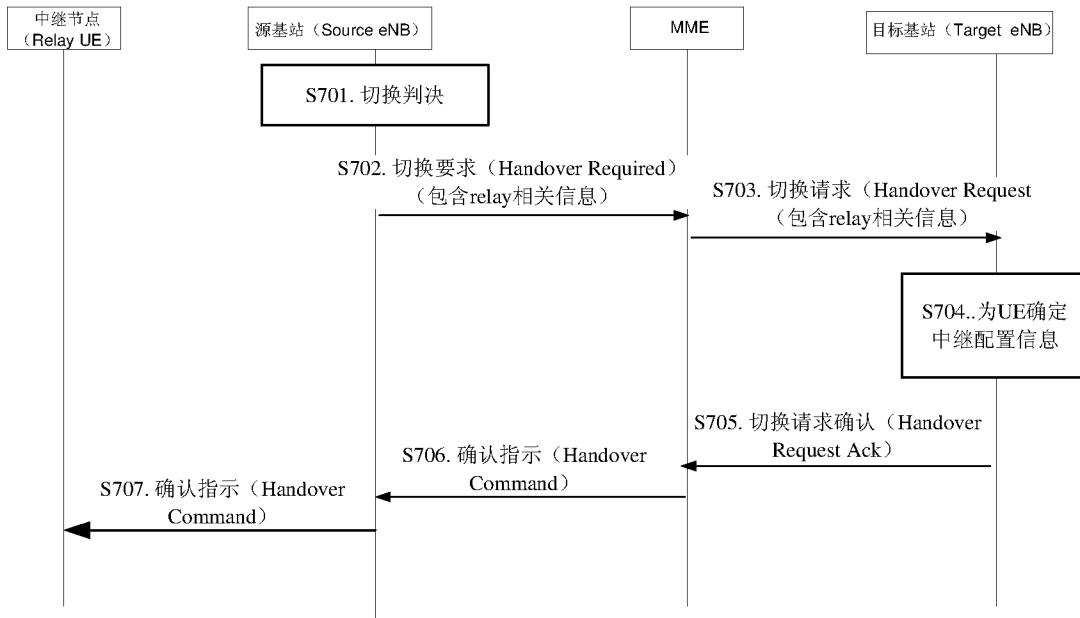 中继节点
（Relay UE）
源基站（Source eNB）
MME
目标基站（Target eNB）
S701. 切换判决
S702. 切换要求（Handover Required）
（包含relay相关信息）
S703. 切换请求（Handover Request
（包含relay相关信息）
S704..为UE确定
中继配置信息
S705. 切换请求确认（Handover
Request Ack）
S706. 确认指示（Handover
Command）
S707. 确认指示（Handover
Command）